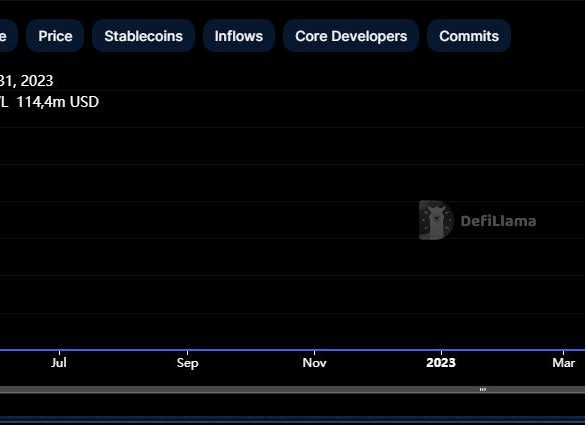 e Price Stablecoins Inflows Core Developers Commits
31, 2023
/L 114,4m USD
DefiLlama
Jul Sep Nov 2023 Mar